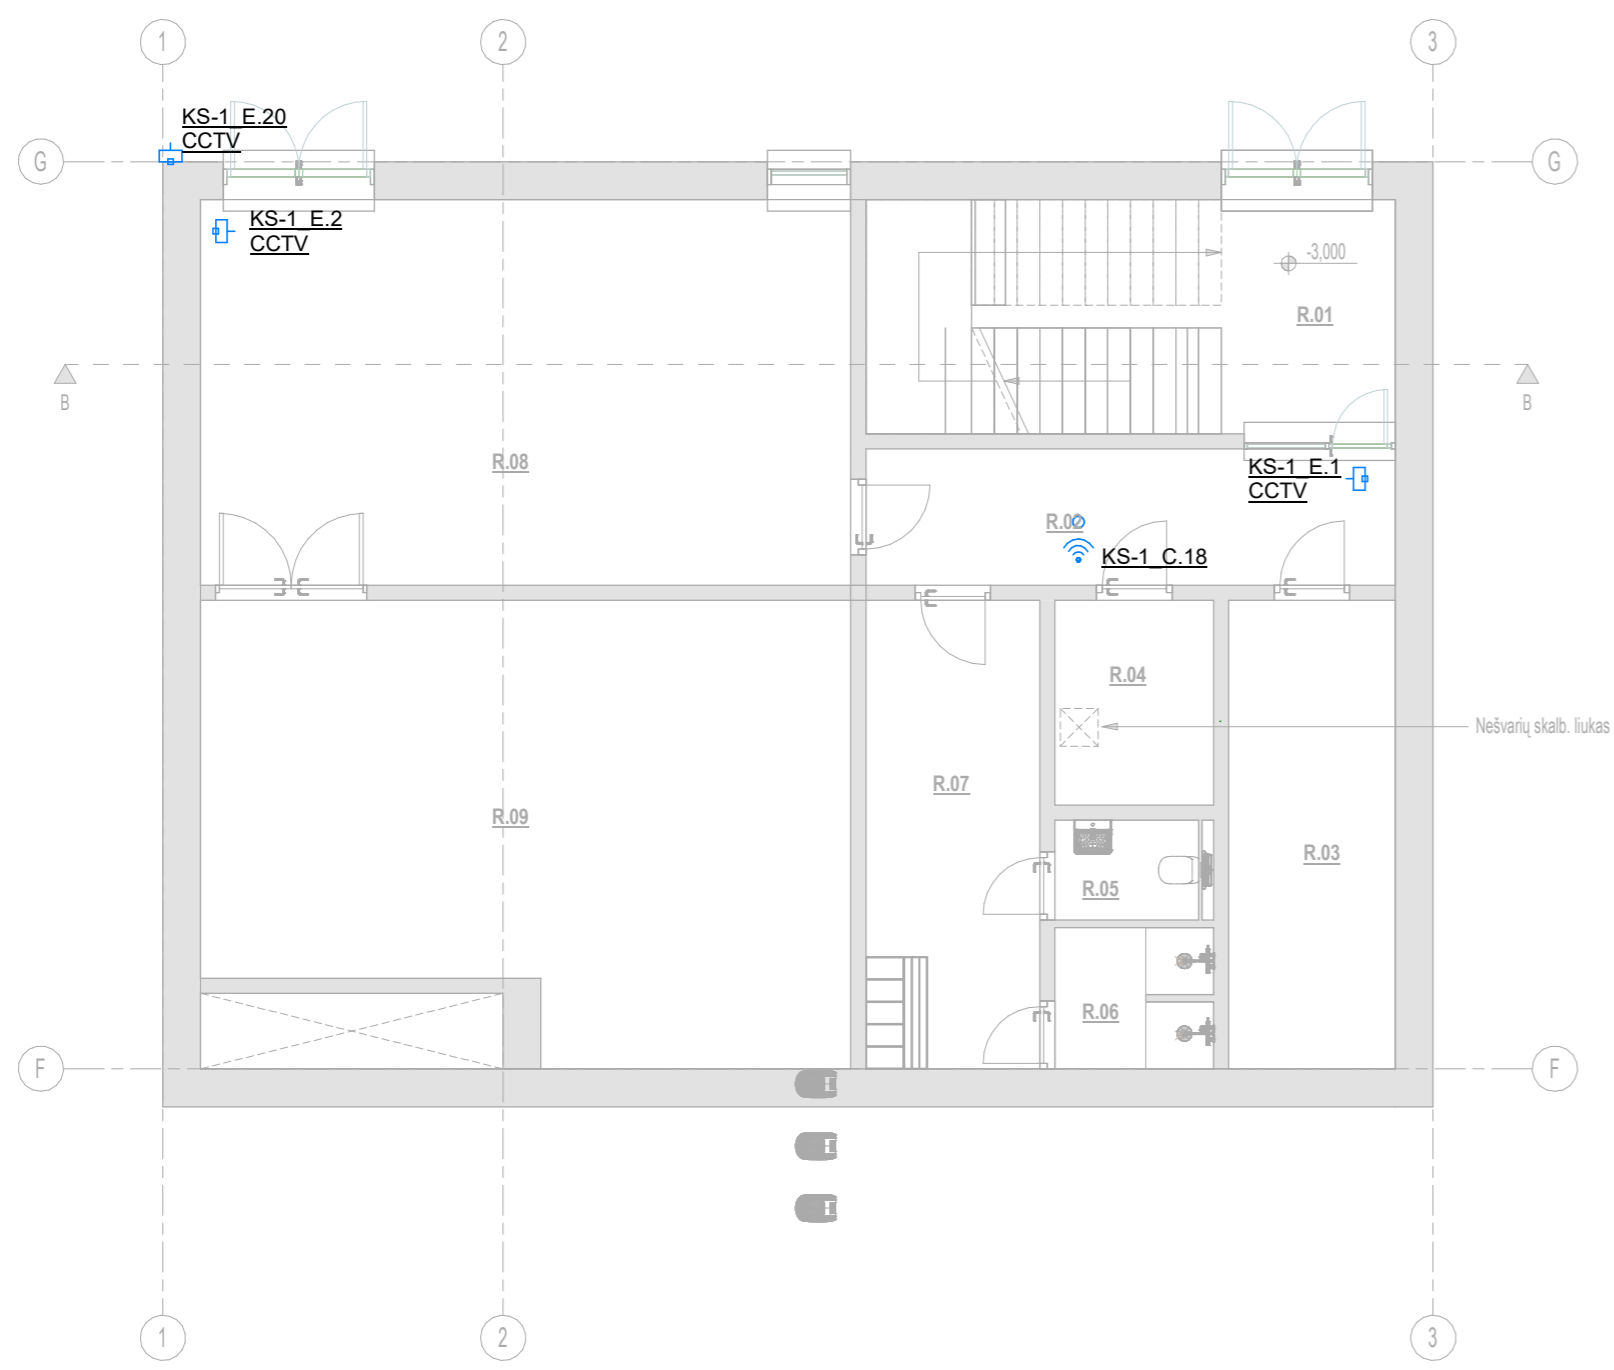 1
2
3
KS-1_E.20
CCTV
G
G
KS-1_E.2
CCTV
-3,000
R.01
B
B
R.08
KS-1_E.1
CCTV
R.02
KS-1_C.18
R.04
Nešvarių skalb. liukas
R.07
R.09
R.03
R.05
R.06
F
F
1
2
3